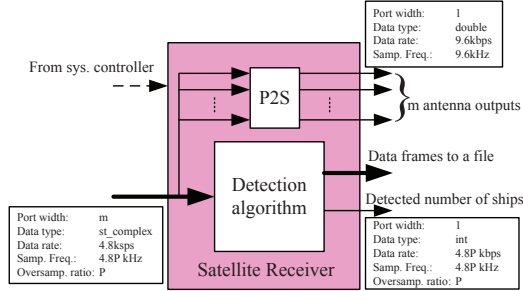 Port width: 1
Data type: double
Data rate: 9.6kbps
Samp. Freq.: 9.6kHz
From sys. controller
P2S
m antenna outputs
Data frames to a file
Detection
algorithm
Detected number of ships
Port width: m
Data type: st_complex
Data rate: 4.8ksps
Samp. Freq.: 4.8P kHz
Oversamp. ratio: P
Port width: 1
Data type: int
Data rate: 4.8P kbps
Samp. Freq.: 4.8P kHz
Oversamp. ratio: P
Satellite Receiver